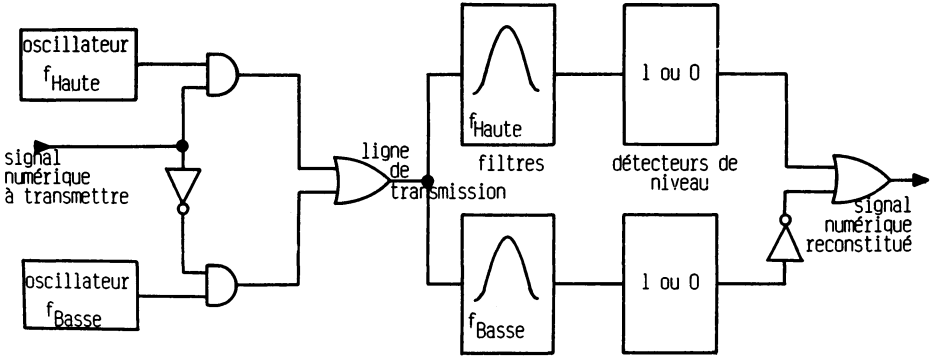 oscillateur
fHaute
signal
numérique
à transmettre
oscillateur
fBasse
ligne
de
transmission
fHaute
filtres
fBasse
1 ou 0
détecteurs de
niveau
1 ou 0
signal
numérique
reconstitué